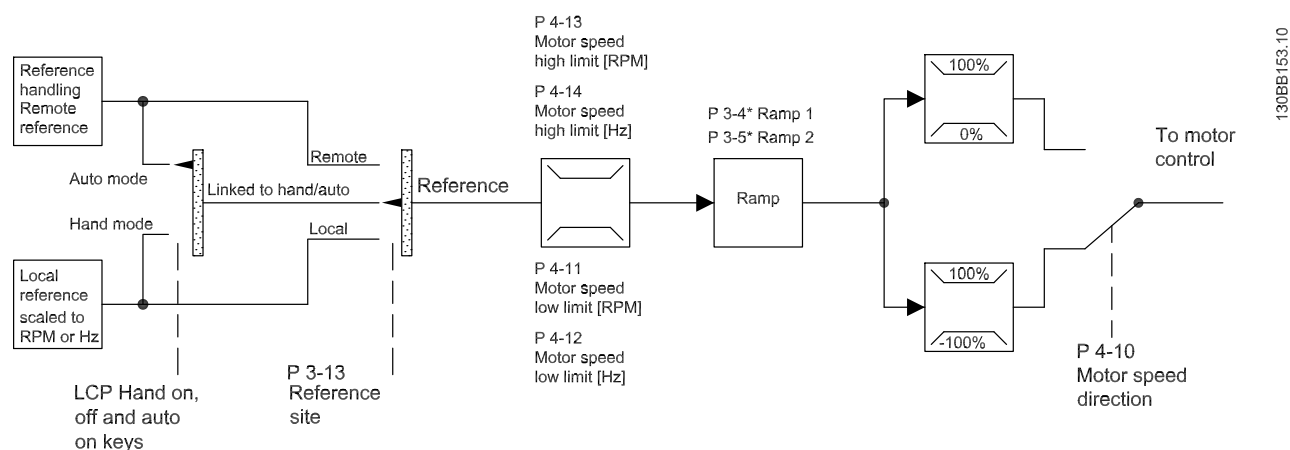 Reference
handling
Remote
reference
Auto mode
Hand mode
Local
reference
scaled to
RPM or Hz
LCP Hand on,
off and auto
on keys
Linked to hand/auto
Remote
Local
P 3-13
Reference
site
Reference
P 4-13
Motor speed
high limit [RPM]
P 4-14
Motor speed
high limit [Hz]
P 4-11
Motor speed
low limit [RPM]
P 4-12
Motor speed
low limit [Hz]
P 3-4* Ramp 1
P 3-5* Ramp 2
Ramp
100%
0%
100%
-100%
To motor
control
P 4-10
Motor speed
direction
130BB153.10